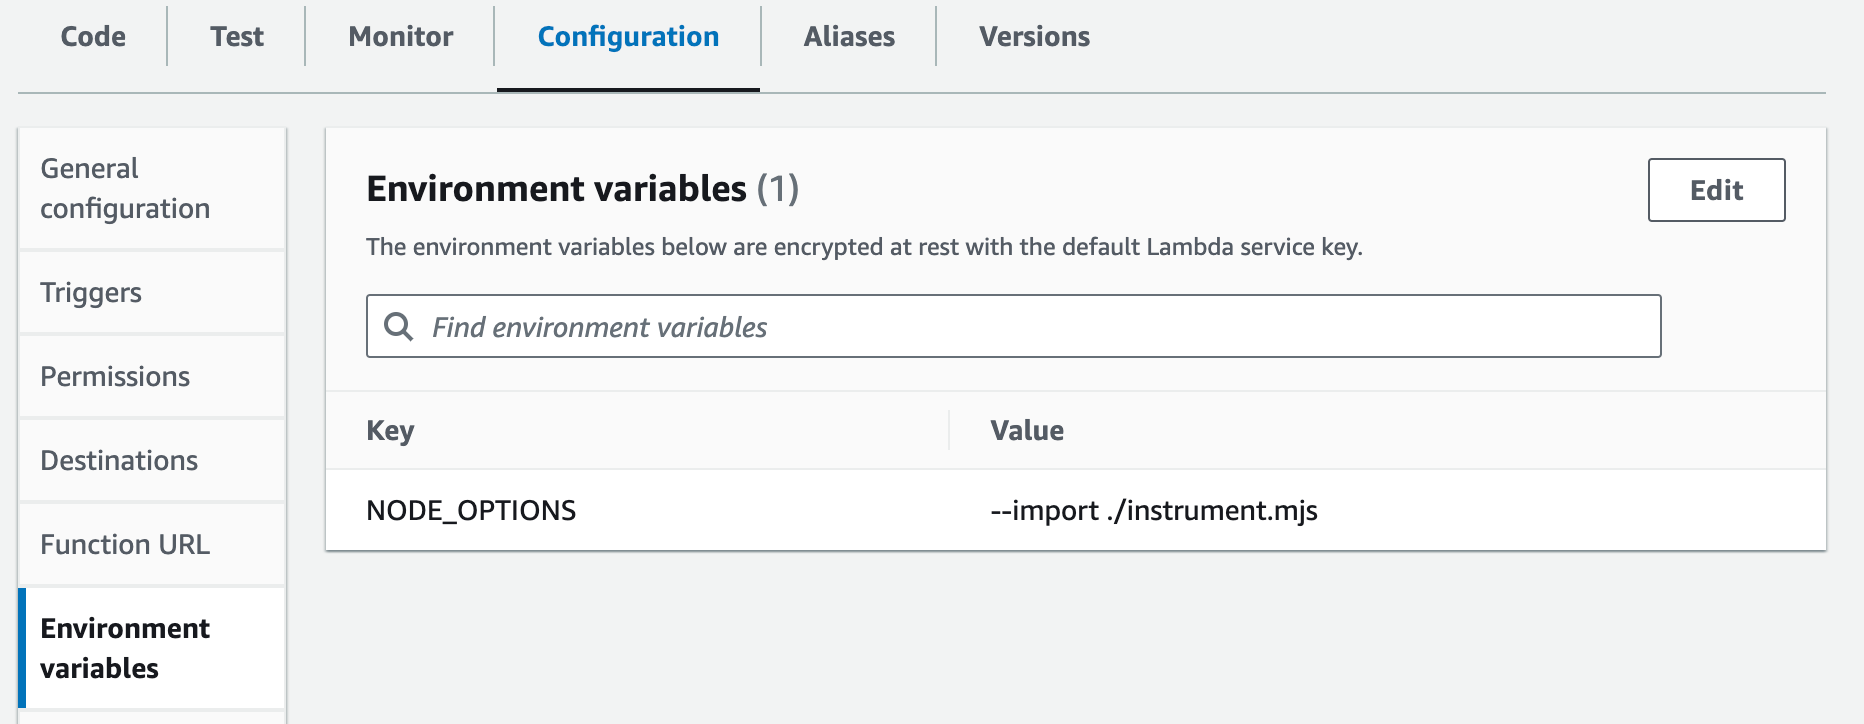 Code
Test
Monitor
Configuration
Aliases
Versions
General
configuration
Triggers
Permissions
Destinations
Function URL
Environment
variables
Environment variables (1)
Edit
The environment variables below are encrypted at rest with the default Lambda service key.
Find environment variables
Key
Value
NODE_OPTIONS
--import ./instrument.mjs